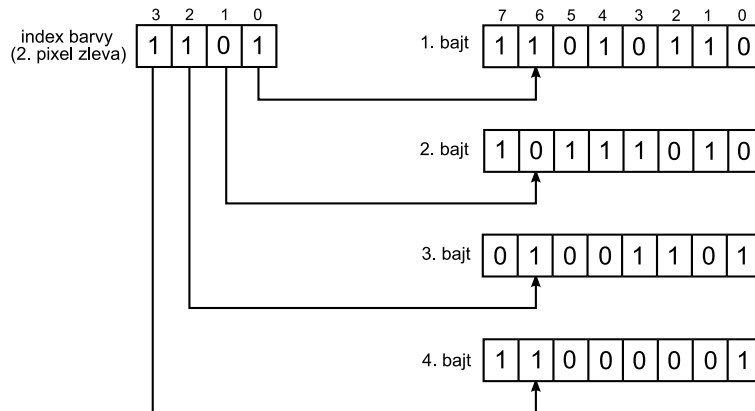 3 2 1 0
index barvy
(2. pixel zleva)
1 1 0 1
7 6 5 4 3 2 1 0
1. bajt
1 1 0 1 0 1 1 0
2. bajt
1 0 1 1 1 0 1 0
3. bajt
0 1 0 0 1 1 0 1
4. bajt
1 1 0 0 0 0 0 1